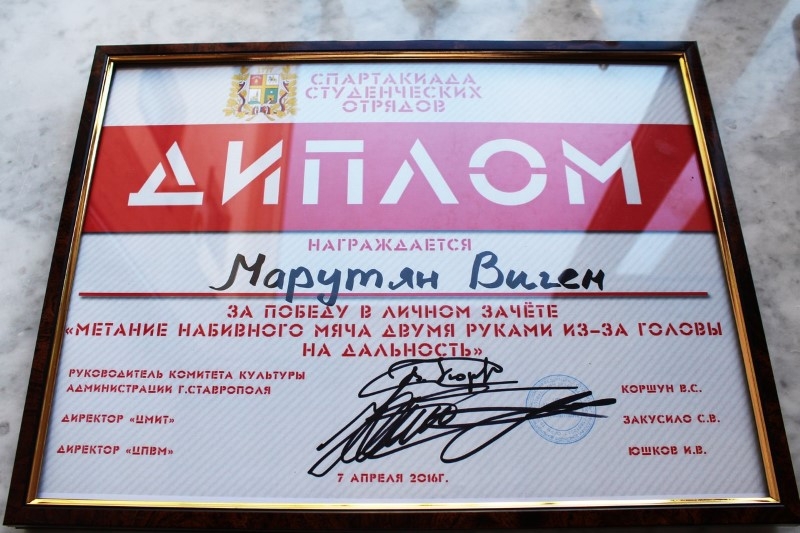 СПАРТАКИАДА
СТУДЕНЧЕСКИХ
ОТРЯДОВ
ДИПЛОМ
НАГРАЖДАЕТСЯ
Марутян Виген
ЗА ПОБЕДУ В ЛИЧНОМ ЗАЧЁТЕ
«МЕТАНИЕ НАБИВНОГО МЯЧА ДВУМЯ РУКАМИ ИЗ-ЗА ГОЛОВЫ
НА ДАЛЬНОСТЬ»
РУКОВОДИТЕЛЬ КОМИТЕТА КУЛЬТУРЫ
АДМИНИСТРАЦИИ Г.СТАВРОПОЛЯ
КОРШУН В.С.
ДИРЕКТОР «ЦМИТ»
ЗАКУСИЛО С.В.
ДИРЕКТОР «ЦПВМ»
ЮШКОВ И.В.
7 АПРЕЛЯ 2016Г.